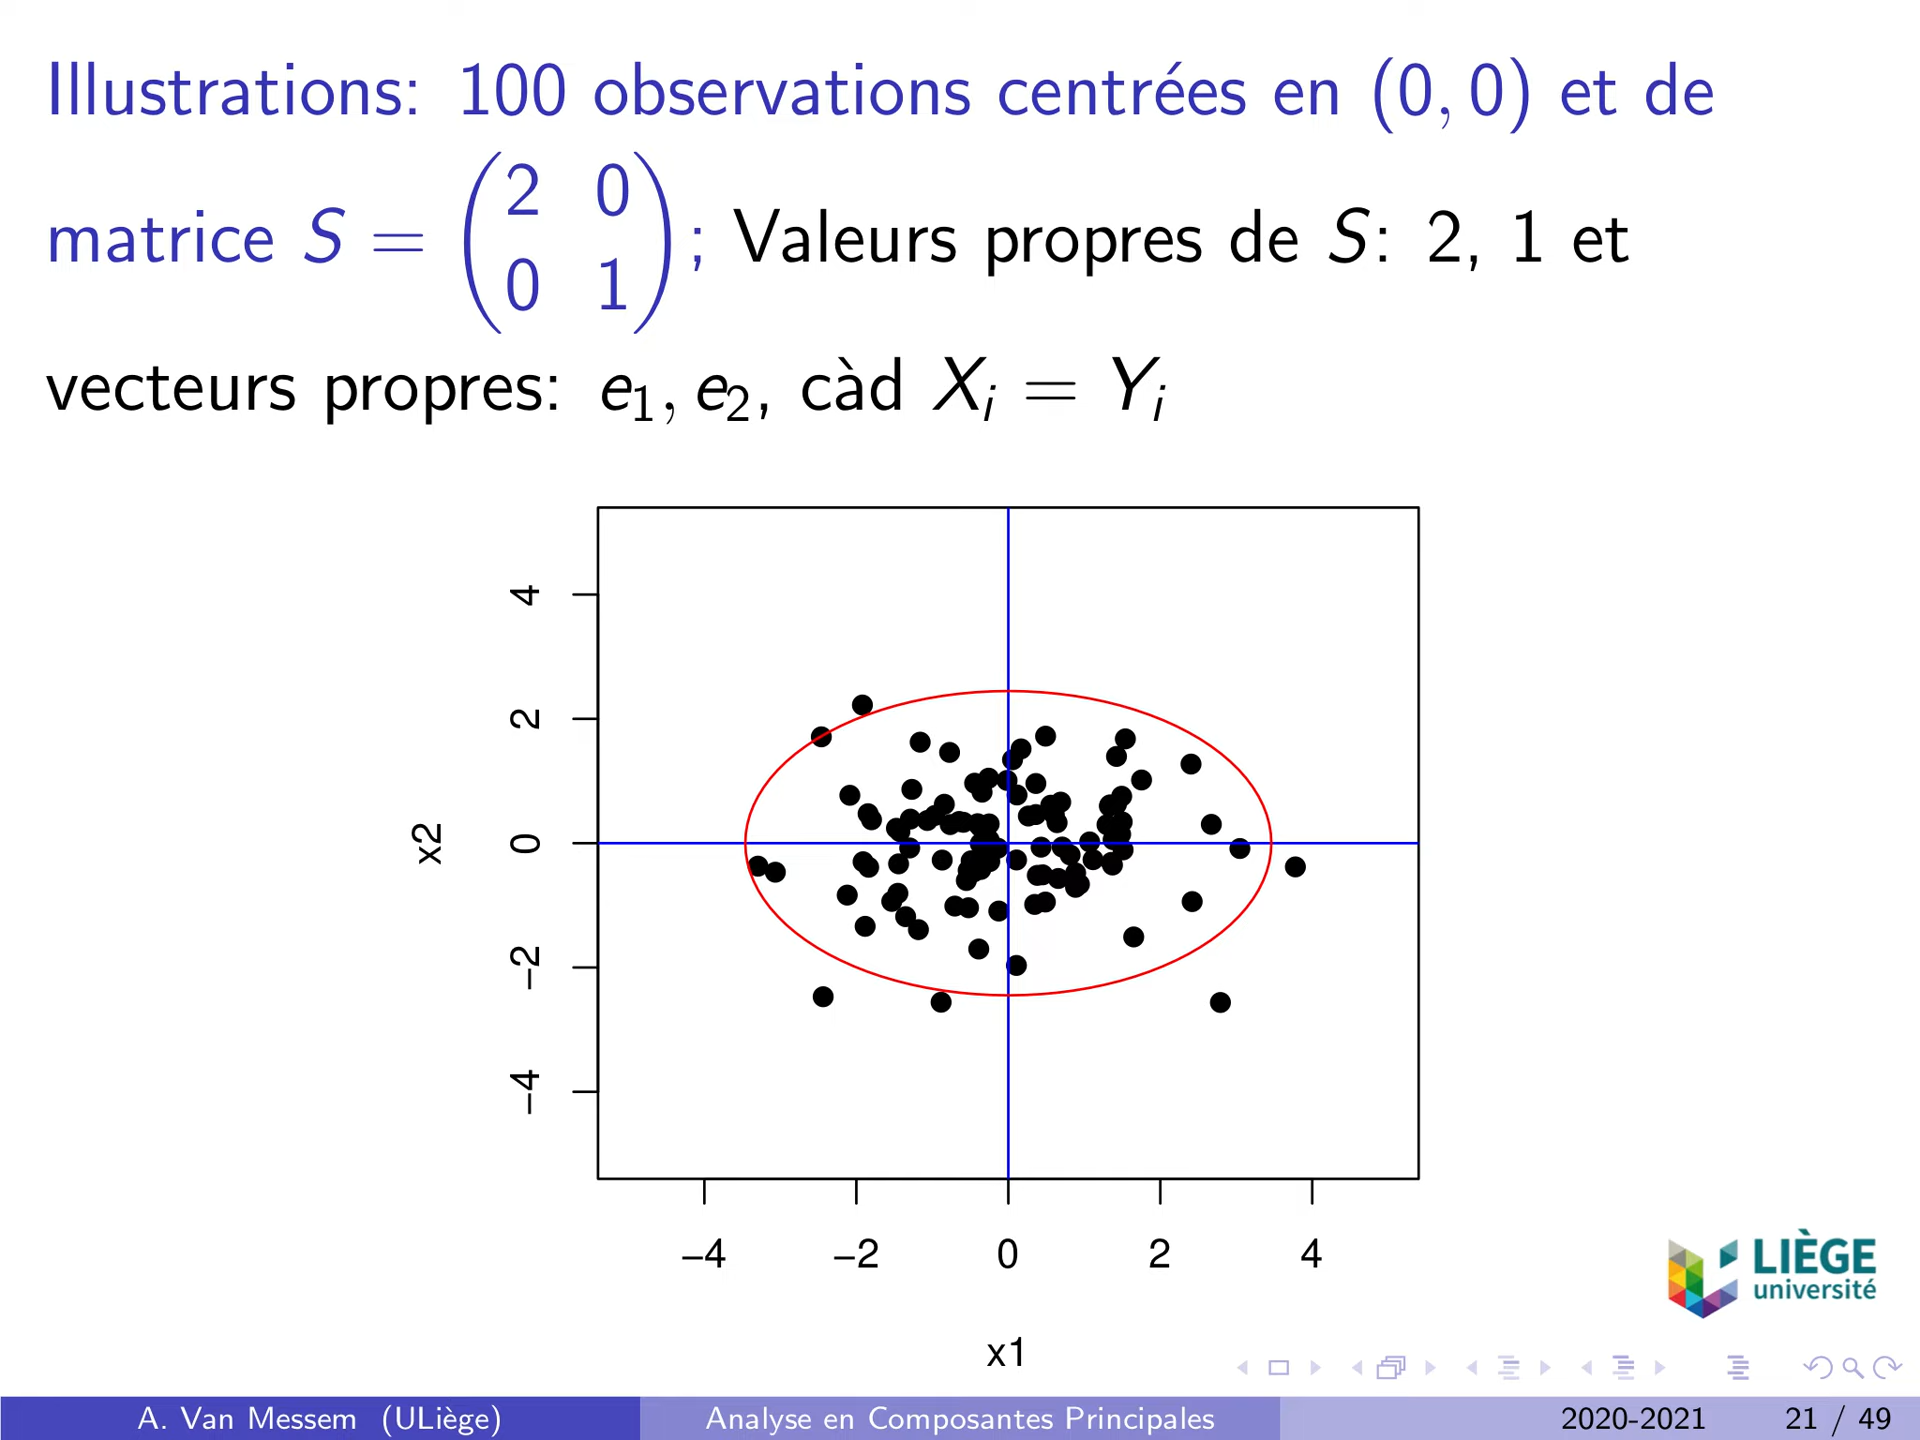 Illustrations: 100 observations centrées en (0, 0) et de
matrice S = (2 0
0 1); Valeurs propres de S: 2, 1 et
vecteurs propres: e₁, e₂, càd Xᵢ = Yᵢ
4
2
0
−2
−4
x2
−4 −2 0 2 4
x1
LIÈGE
université
A. Van Messem (ULiège) Analyse en Composantes Principales 2020-2021 21 / 49